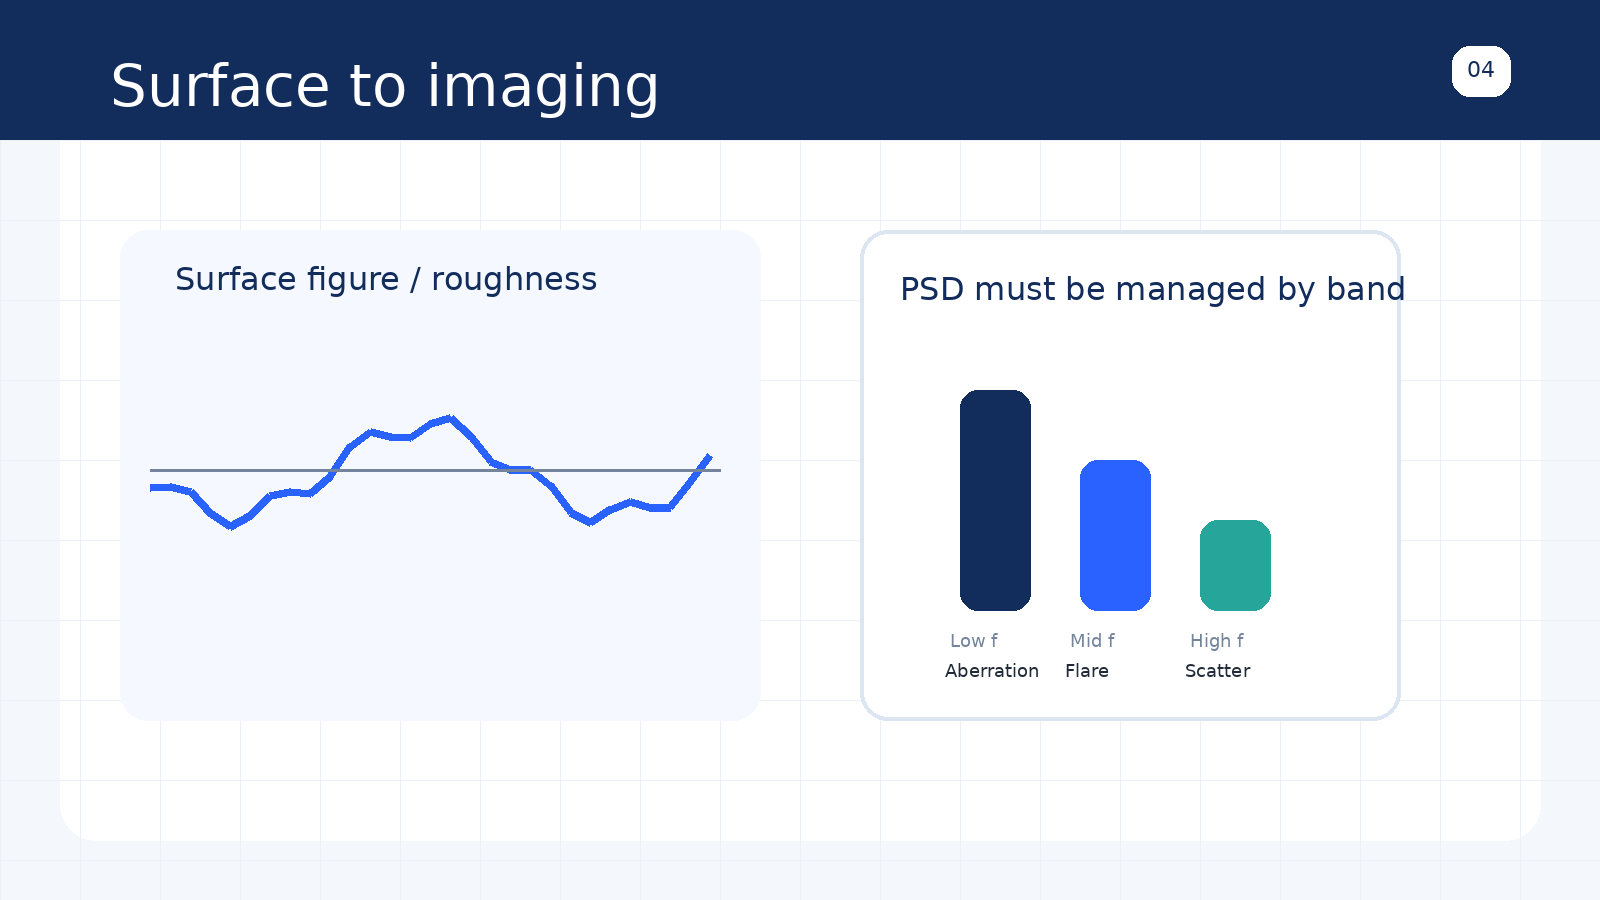 Surface to imaging
04
Surface figure / roughness
PSD must be managed by band
Low f
Mid f
High f
Aberration
Flare
Scatter